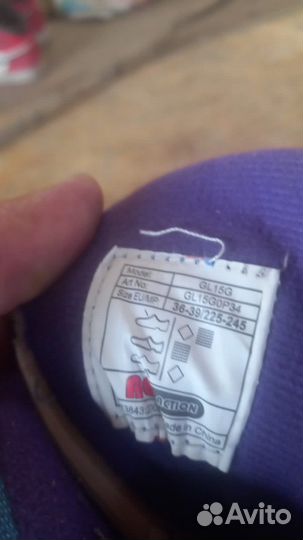 Model: GL15G
Art No: GL15G0P34
Size EU/MP 36-39/225-245
ACTION
Made in China
Avito